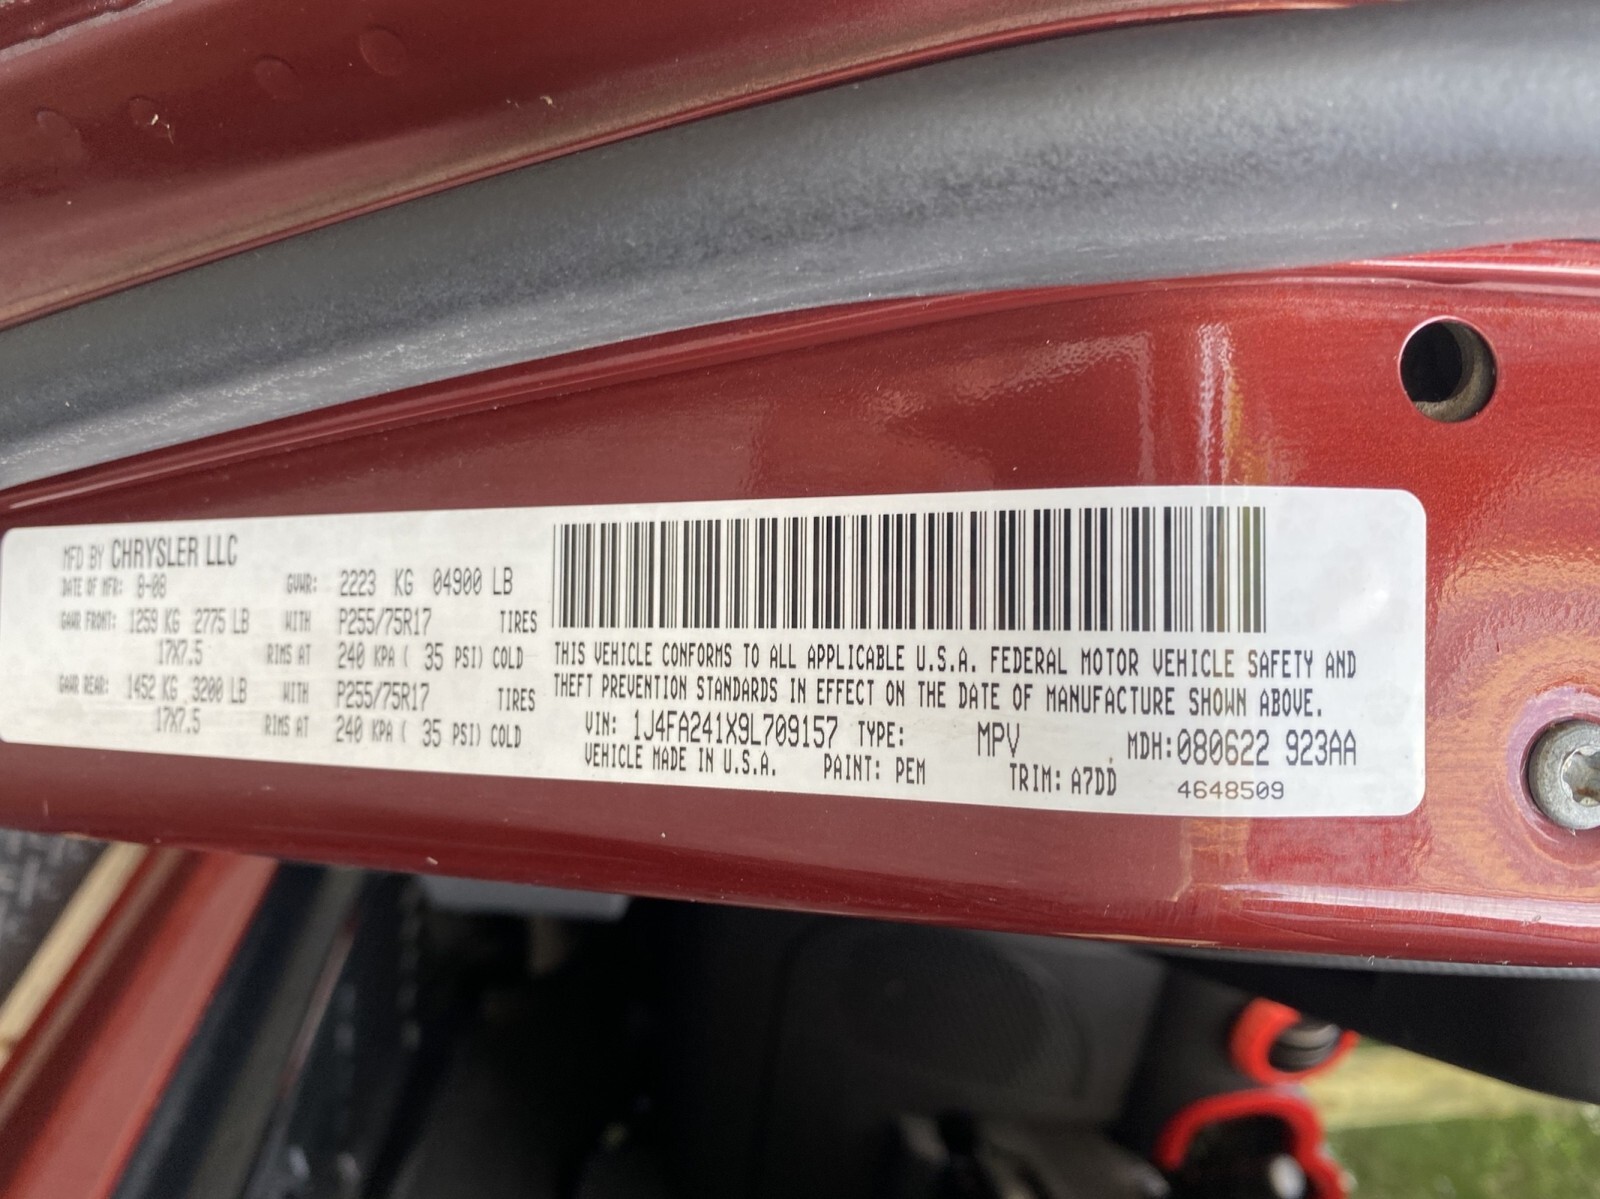 MFD BY CHRYSLER LLC
DATE OF MFR: 8-08 GVWR: 2223 KG 04900 LB
GAWR FRONT: 1259 KG 2775 LB WITH P255/75R17 TIRES
17X7.5 RIMS AT 240 KPA ( 35 PSI) COLD
GAWR REAR: 1452 KG 3200 LB WITH P255/75R17 TIRES
17X7.5 RIMS AT 240 KPA ( 35 PSI) COLD
THIS VEHICLE CONFORMS TO ALL APPLICABLE U.S.A. FEDERAL MOTOR VEHICLE SAFETY AND
THEFT PREVENTION STANDARDS IN EFFECT ON THE DATE OF MANUFACTURE SHOWN ABOVE.
VIN: 1J4FA241X9L709157 TYPE: MPV MDH: 080622 923AA
VEHICLE MADE IN U.S.A. PAINT: PEM TRIM: A7DD 4648509